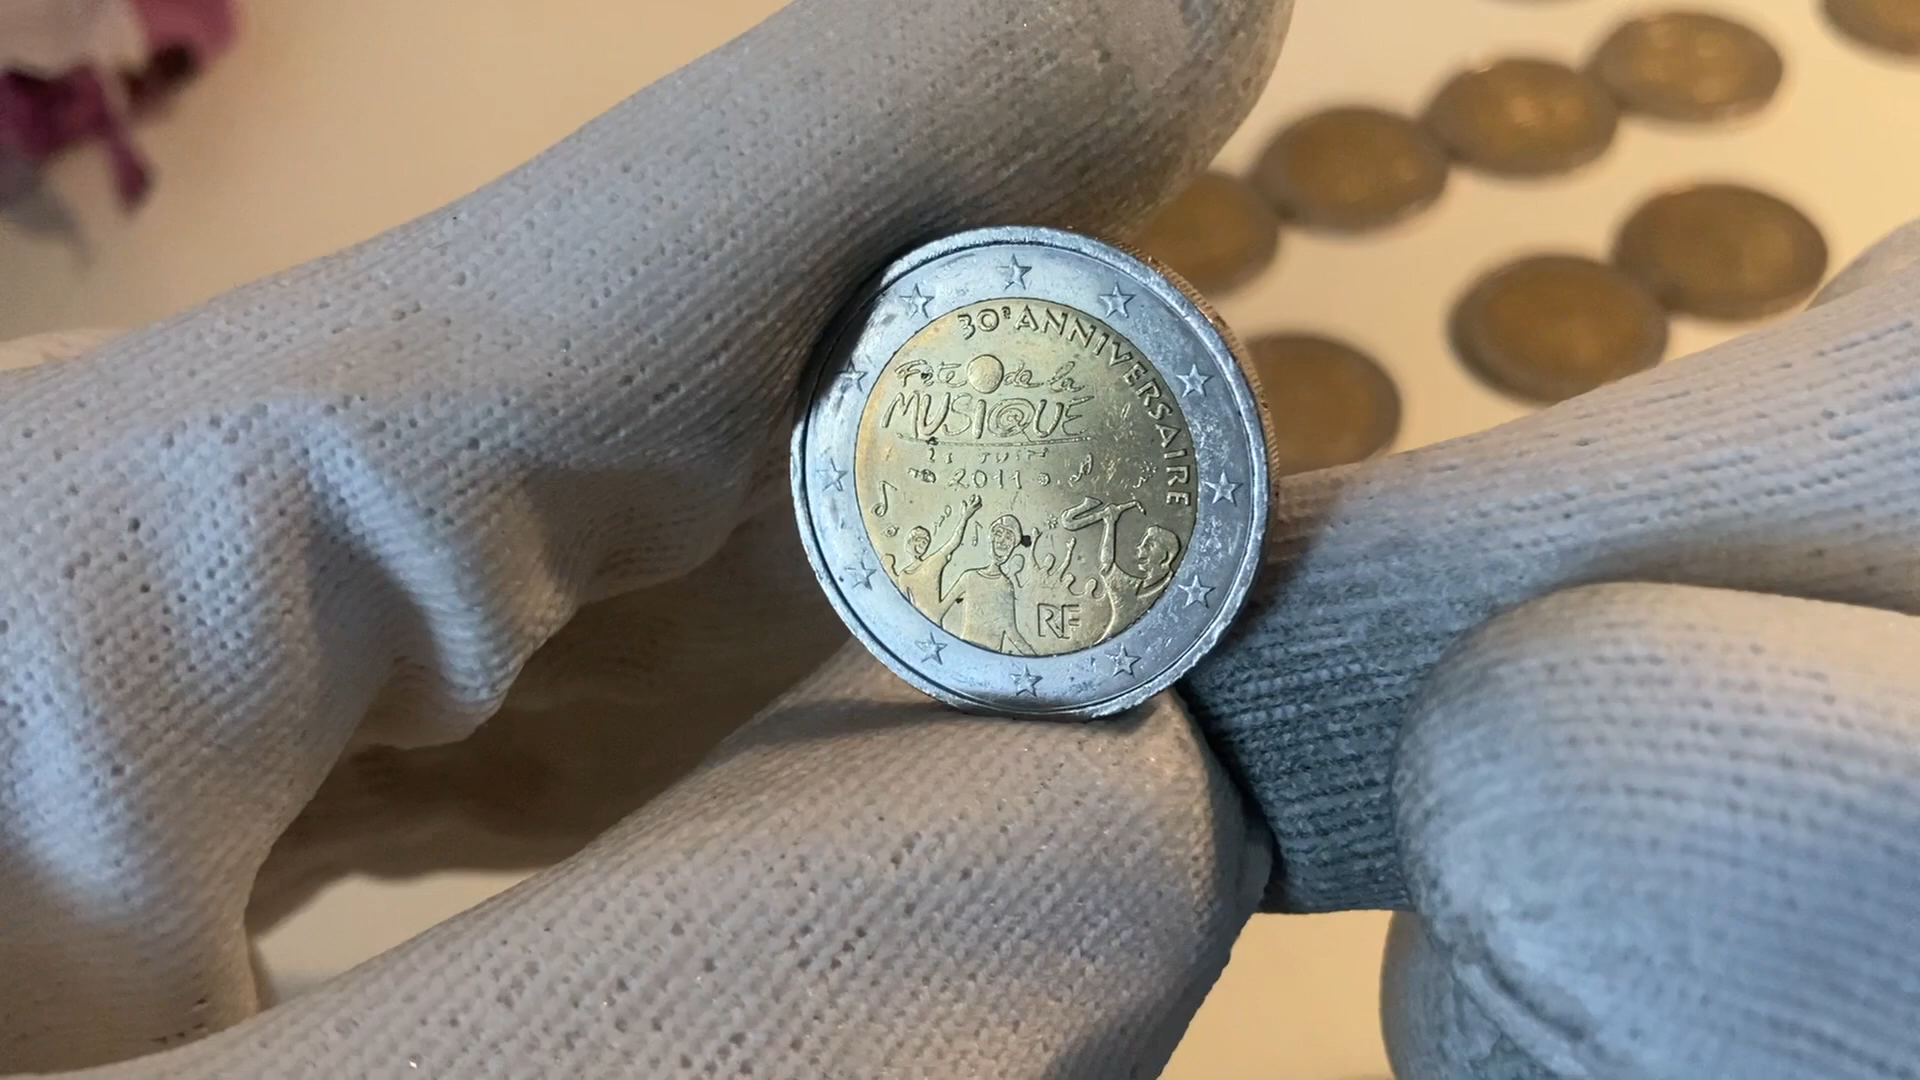 30e ANNIVERSAIRE
Fête de la
MUSIQUE
21 JUIN
2011
RF